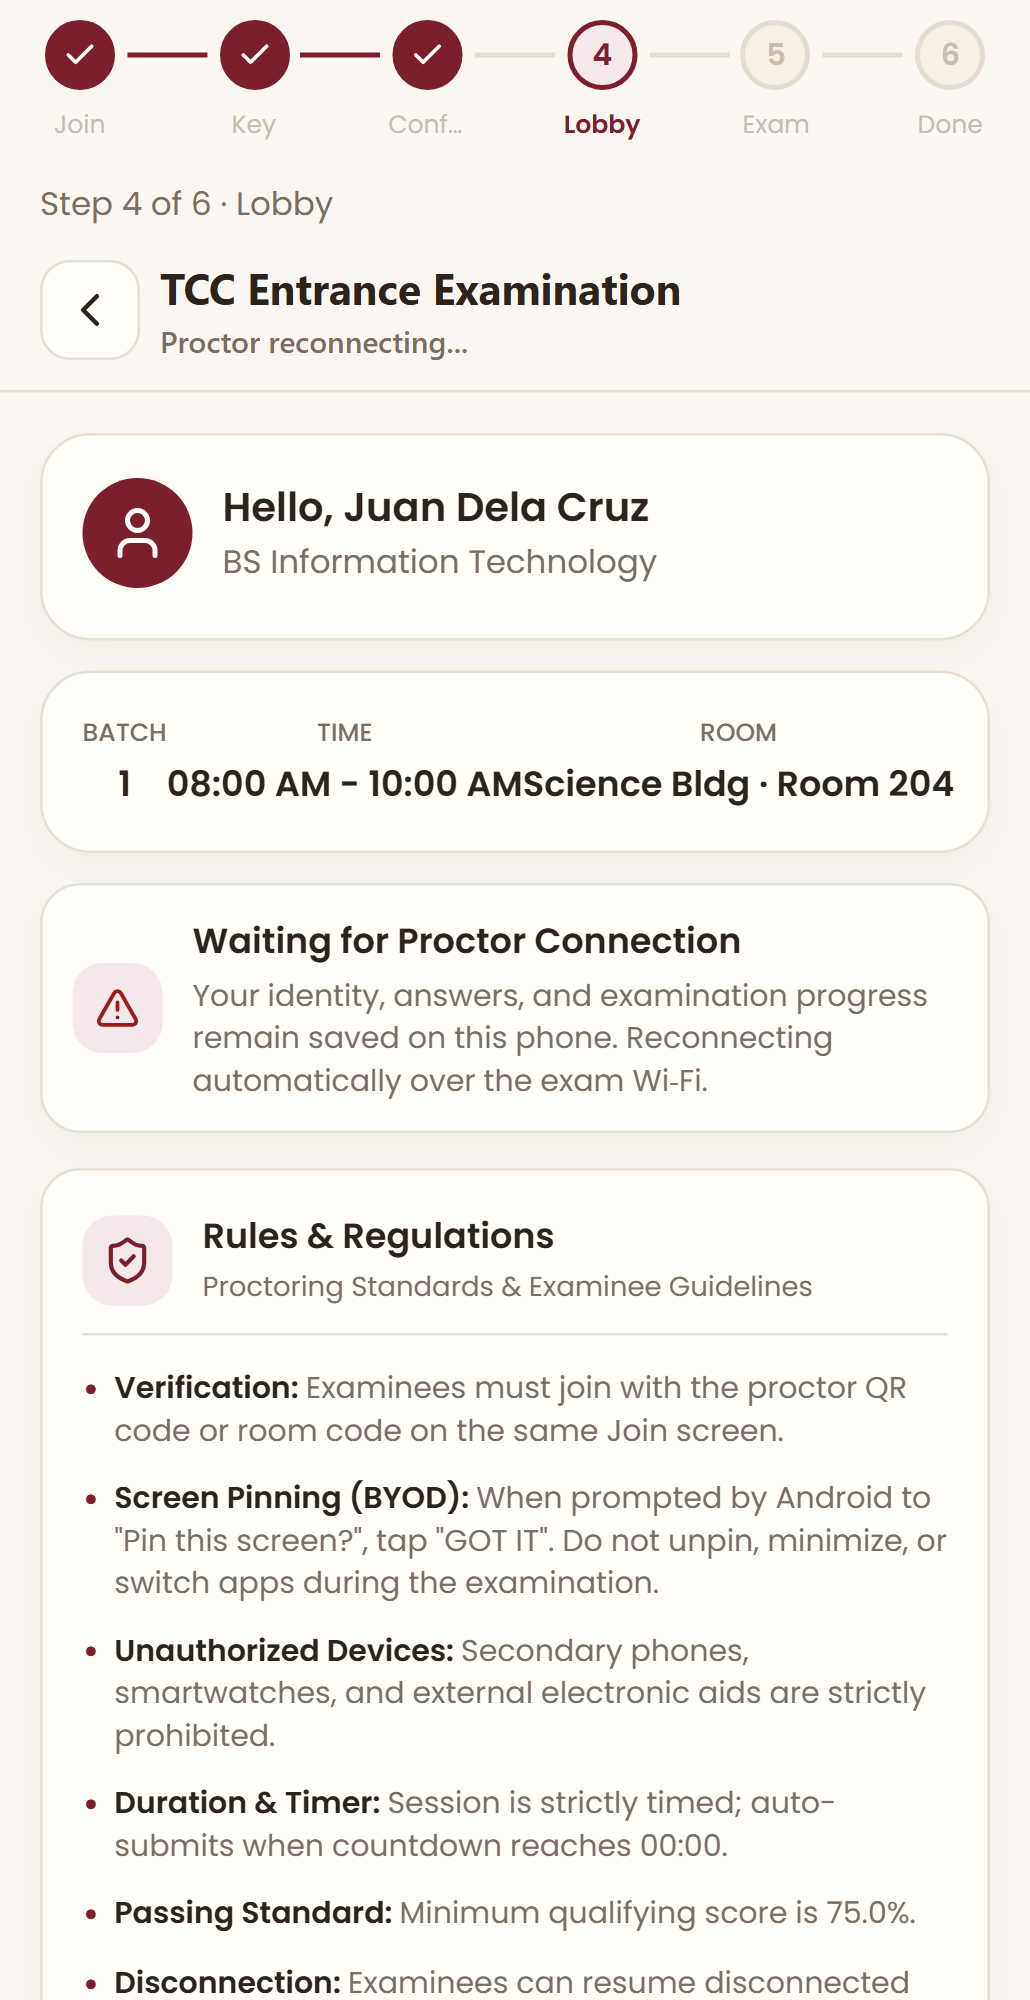 4
5
6
Join
Key
Conf...
Lobby
Exam
Done
Step 4 of 6 · Lobby
TCC Entrance Examination
Proctor reconnecting...
Hello, Juan Dela Cruz
BS Information Technology
BATCH
TIME
ROOM
1
08:00 AM - 10:00 AM
Science Bldg · Room 204
Waiting for Proctor Connection
Your identity, answers, and examination progress
remain saved on this phone. Reconnecting
automatically over the exam Wi-Fi.
Rules & Regulations
Proctoring Standards & Examinee Guidelines
• Verification: Examinees must join with the proctor QR
code or room code on the same Join screen.
• Screen Pinning (BYOD): When prompted by Android to
"Pin this screen?", tap "GOT IT". Do not unpin, minimize, or
switch apps during the examination.
• Unauthorized Devices: Secondary phones,
smartwatches, and external electronic aids are strictly
prohibited.
• Duration & Timer: Session is strictly timed; auto-
submits when countdown reaches 00:00.
• Passing Standard: Minimum qualifying score is 75.0%.
• Disconnection: Examinees can resume disconnected